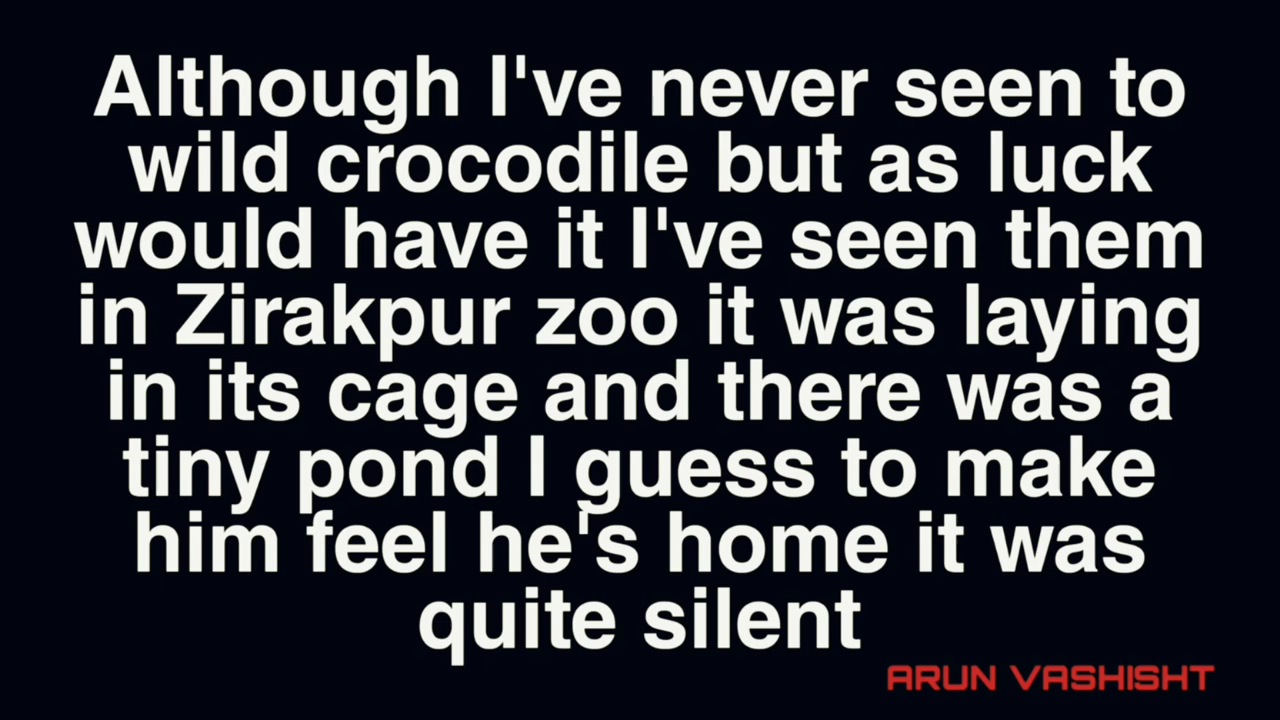 Although I've never seen to
wild crocodile but as luck
would have it I've seen them
in Zirakpur zoo it was laying
in its cage and there was a
tiny pond I guess to make
him feel he's home it was
quite silent
ARUN VASHISHT